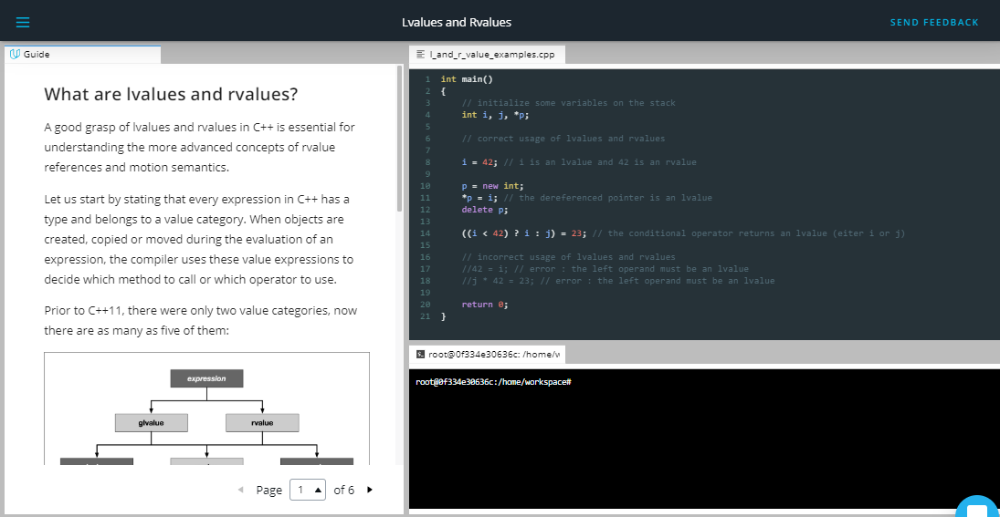 Lvalues and Rvalues
SEND FEEDBACK
Guide
What are lvalues and rvalues?
A good grasp of lvalues and rvalues in C++ is essential for
understanding the more advanced concepts of rvalue
references and motion semantics.
Let us start by stating that every expression in C++ has a
type and belongs to a value category. When objects are
created, copied or moved during the evaluation of an
expression, the compiler uses these value expressions to
decide which method to call or which operator to use.
Prior to C++11, there were only two value categories, now
there are as many as five of them:
expression
glvalue
rvalue
Page 1 of 6
l_and_r_value_examples.cpp
1 int main()
2 {
3 // initialize some variables on the stack
4 int i, j, *p;
5
6 // correct usage of lvalues and rvalues
7
8 i = 42; // i is an lvalue and 42 is an rvalue
9
10 p = new int;
11 *p = i; // the dereferenced pointer is an lvalue
12 delete p;
13
14 ((i < 42) ? i : j) = 23; // the conditional operator returns an lvalue (eiter i or j)
15
16 // incorrect usage of lvalues and rvalues
17 //42 = i; // error : the left operand must be an lvalue
18 //j * 42 = 23; // error : the left operand must be an lvalue
19
20 return 0;
21 }
root@0f334e30636c: /home/w
root@0f334e30636c:/home/workspace#